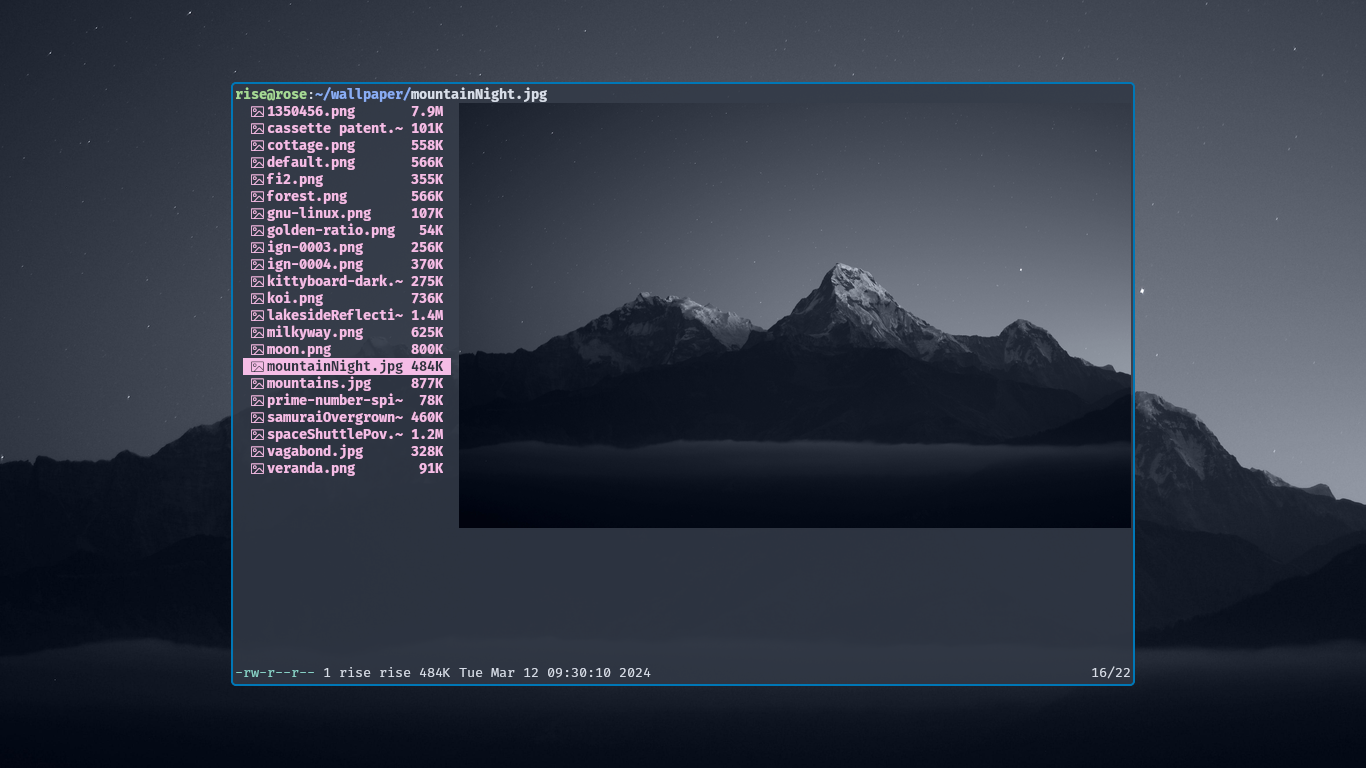 rise@rose:~/wallpaper/mountainNight.jpg
1350456.png 7.9M
cassette patent.~ 101K
cottage.png 558K
default.png 566K
fi2.png 355K
forest.png 566K
gnu-linux.png 107K
golden-ratio.png 54K
ign-0003.png 256K
ign-0004.png 370K
kittyboard-dark.~ 275K
koi.png 736K
lakesideReflecti~ 1.4M
milkyway.png 625K
moon.png 800K
mountainNight.jpg 484K
mountains.jpg 877K
prime-number-spi~ 78K
samuraiOvergrown~ 460K
spaceShuttlePov.~ 1.2M
vagabond.jpg 328K
veranda.png 91K
-rw-r--r-- 1 rise rise 484K Tue Mar 12 09:30:10 2024 16/22